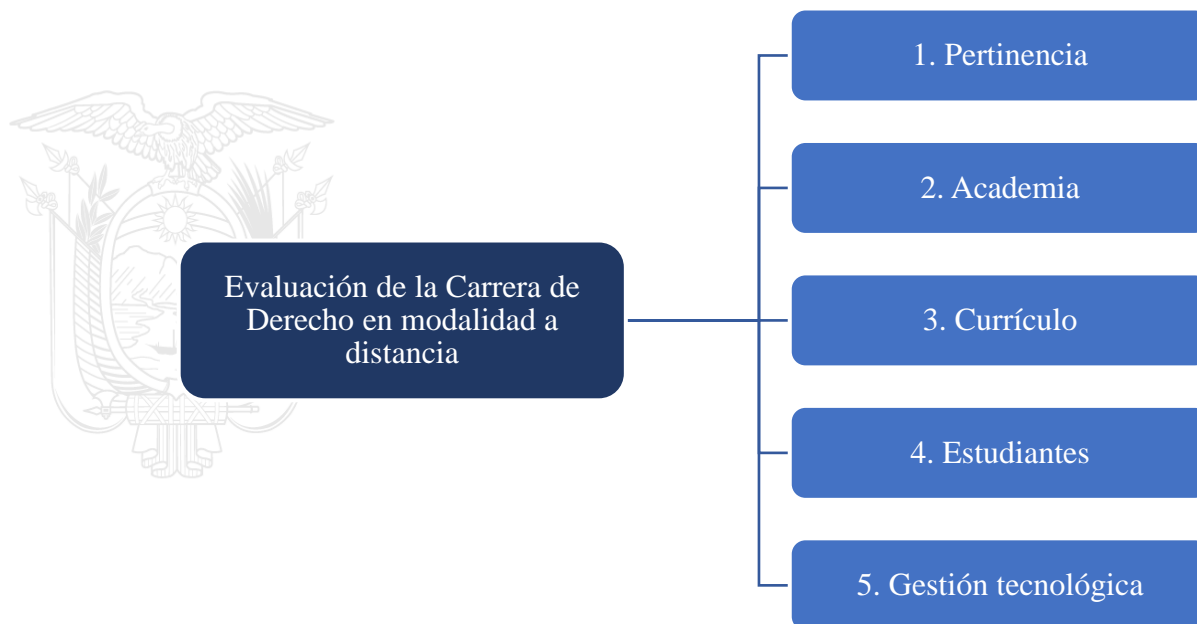 1. Pertinencia
2. Academia
Evaluación de la Carrera de
Derecho en modalidad a
distancia
3. Currículo
4. Estudiantes
5. Gestión tecnológica